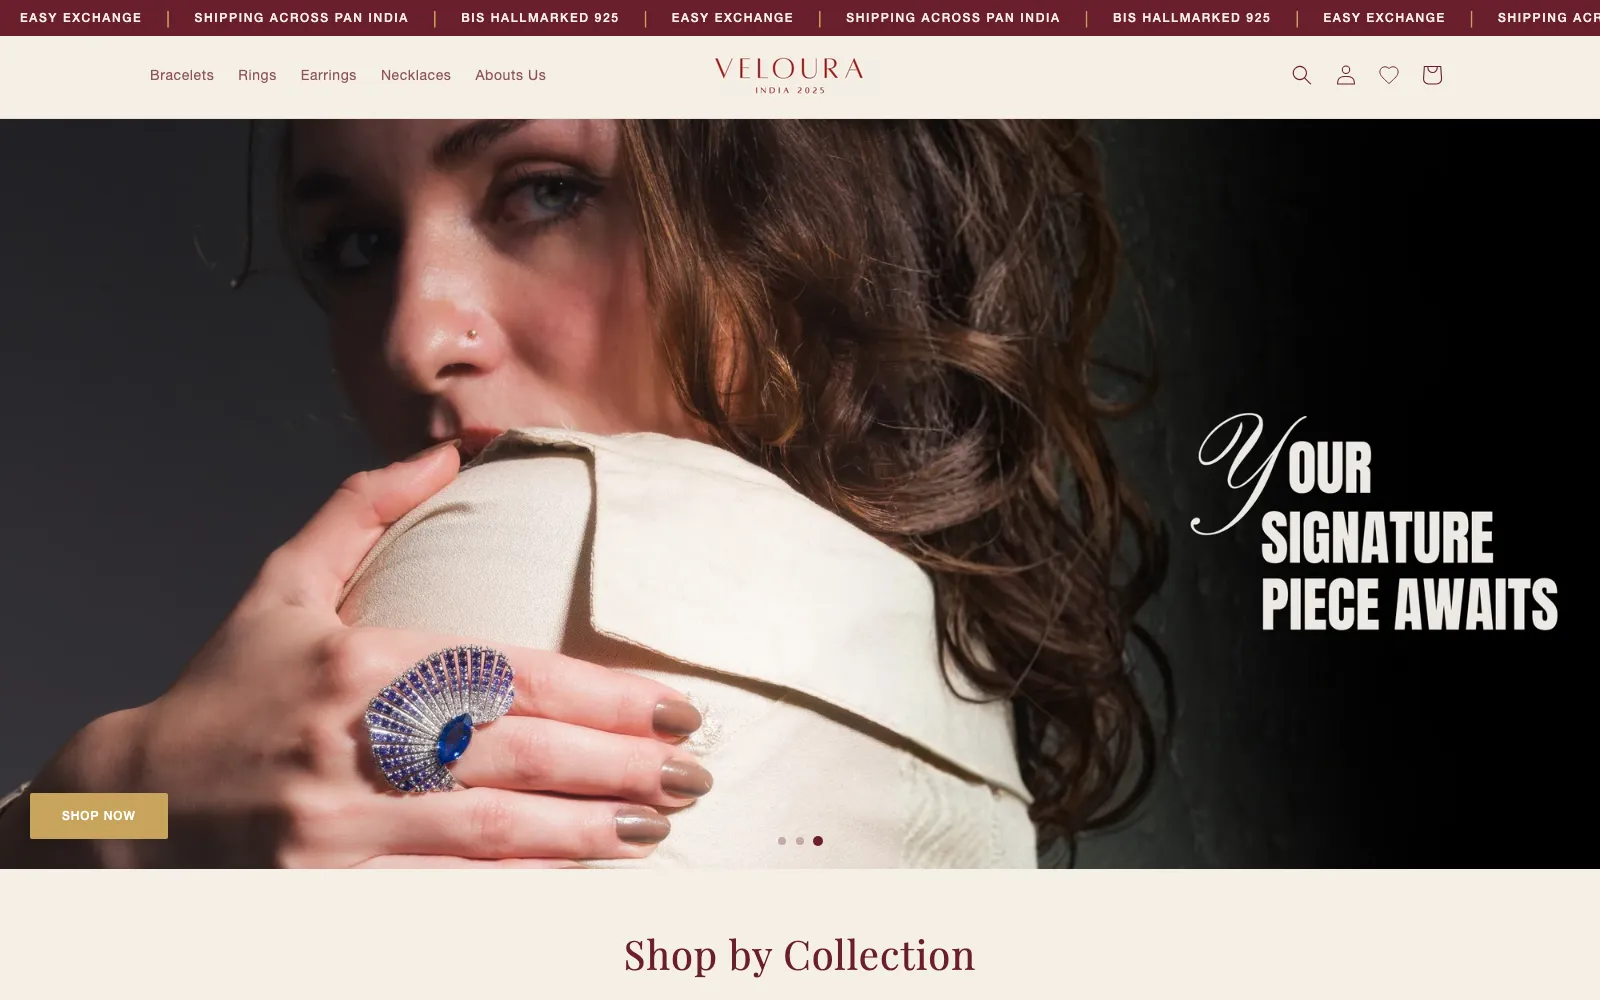 EASY EXCHANGE | SHIPPING ACROSS PAN INDIA | BIS HALLMARKED 925 | EASY EXCHANGE | SHIPPING ACROSS PAN INDIA | BIS HALLMARKED 925 | EASY EXCHANGE | SHIPPING ACR
Bracelets Rings Earrings Necklaces Abouts Us
VELOURA
INDIA 2025
YOUR
SIGNATURE
PIECE AWAITS
SHOP NOW
Shop by Collection